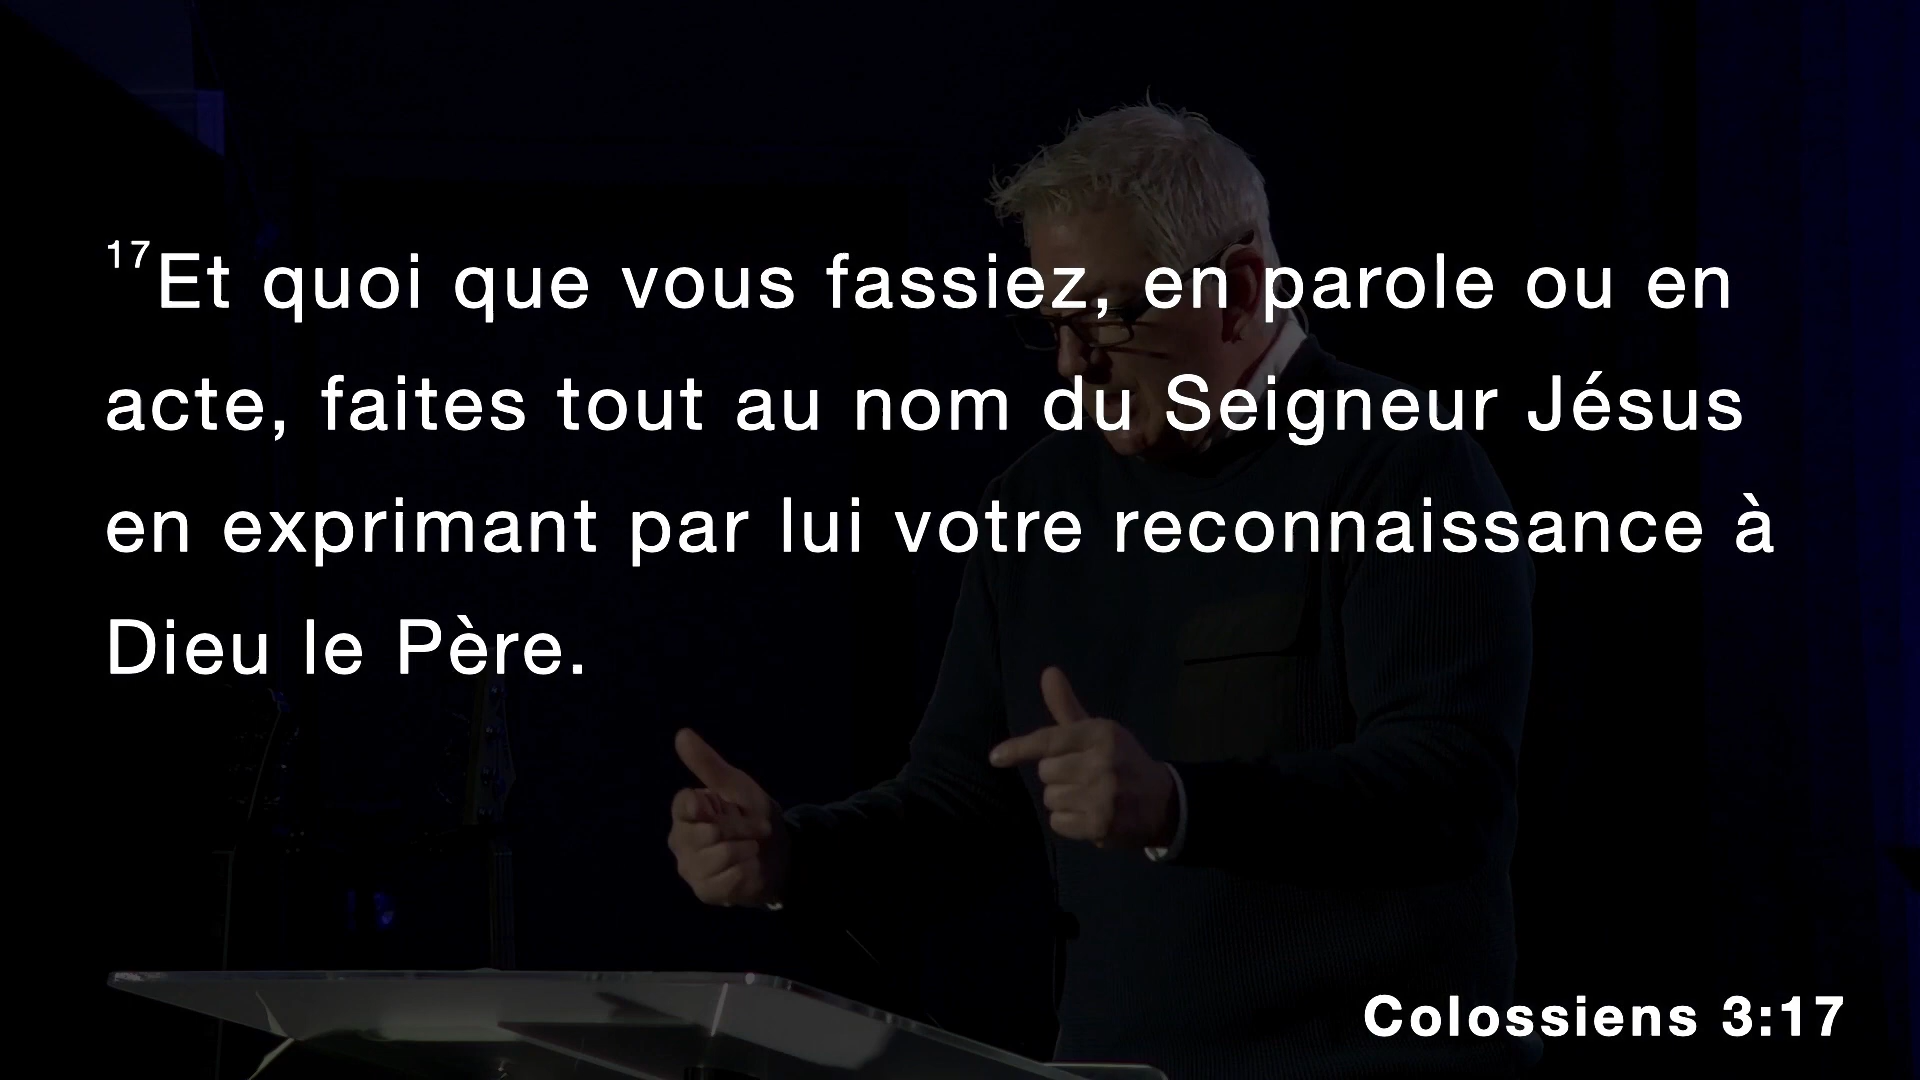 17Et quoi que vous fassiez, en parole ou en
acte, faites tout au nom du Seigneur Jésus
en exprimant par lui votre reconnaissance à
Dieu le Père.
Colossiens 3:17